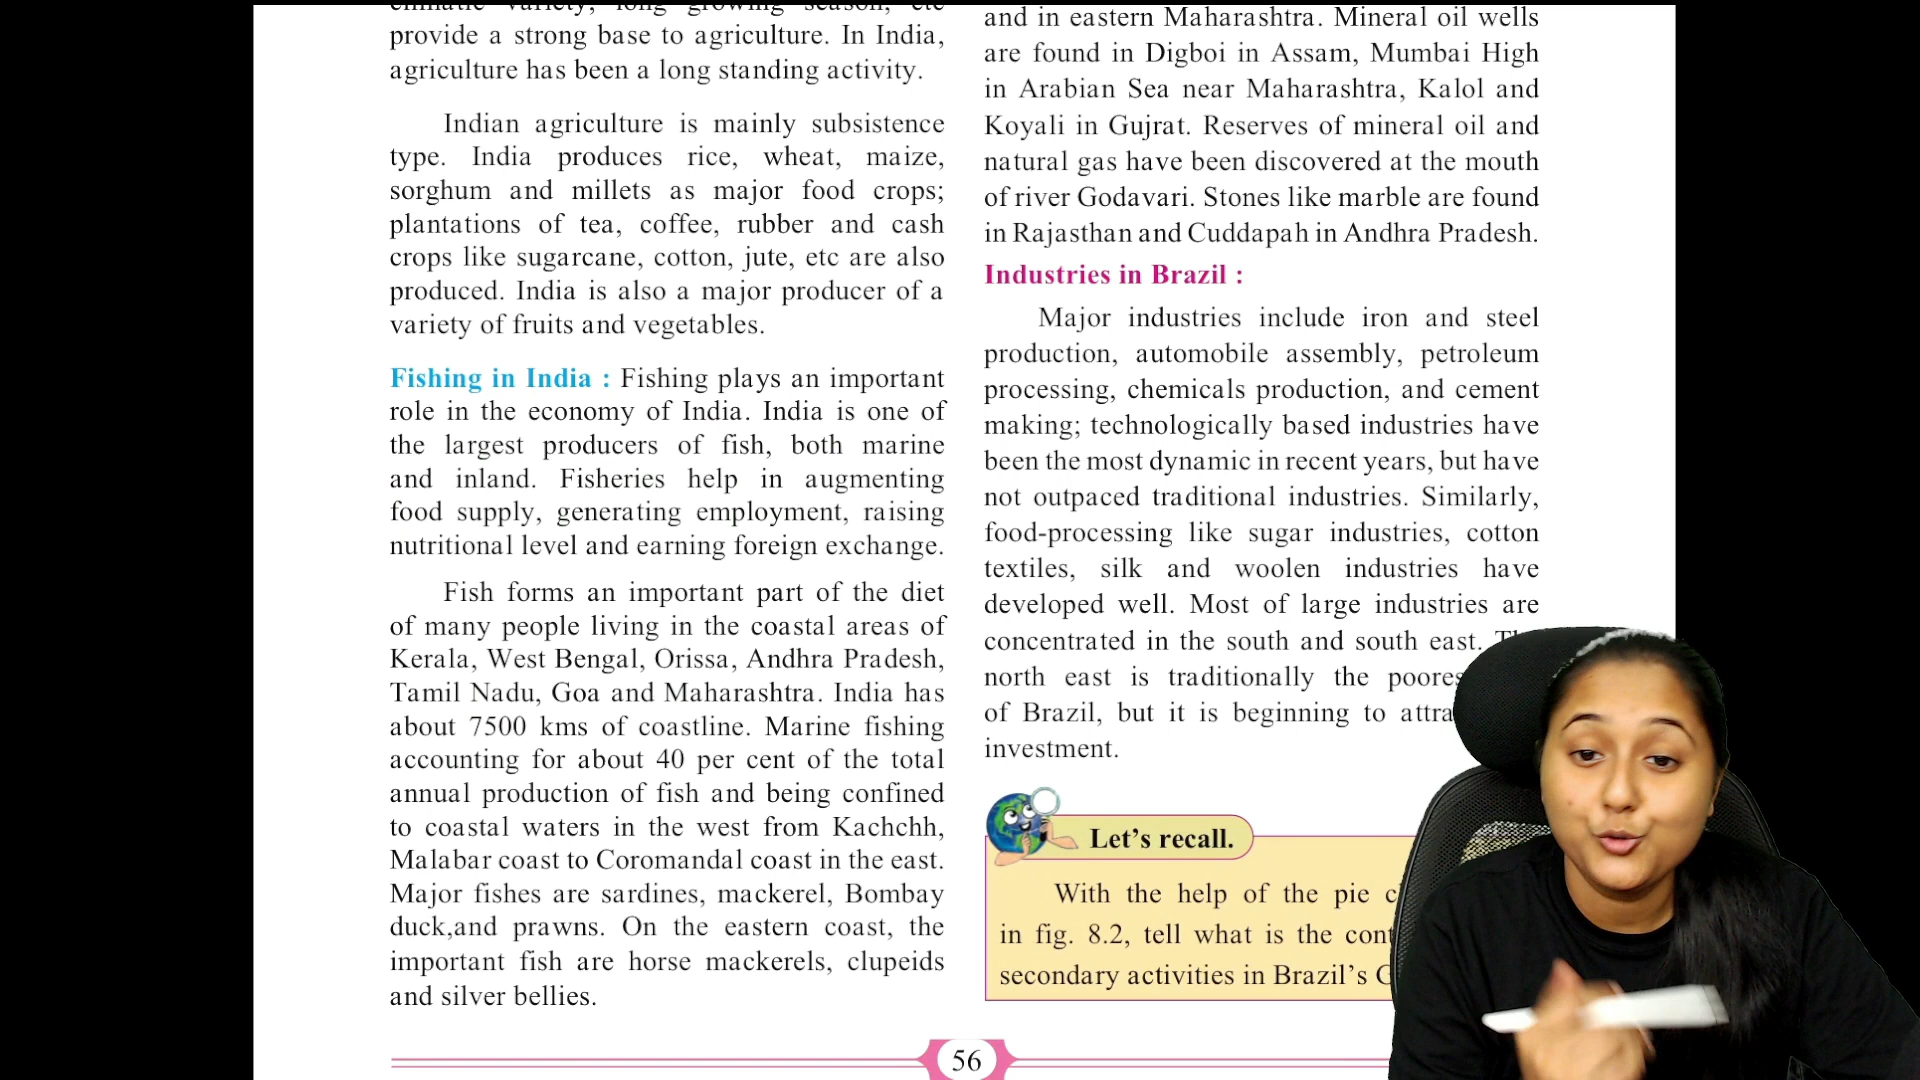 provide a strong base to agriculture. In India,
agriculture has been a long standing activity.
Indian agriculture is mainly subsistence
type. India produces rice, wheat, maize,
sorghum and millets as major food crops;
plantations of tea, coffee, rubber and cash
crops like sugarcane, cotton, jute, etc are also
produced. India is also a major producer of a
variety of fruits and vegetables.
Fishing in India : Fishing plays an important
role in the economy of India. India is one of
the largest producers of fish, both marine
and inland. Fisheries help in augmenting
food supply, generating employment, raising
nutritional level and earning foreign exchange.
Fish forms an important part of the diet
of many people living in the coastal areas of
Kerala, West Bengal, Orissa, Andhra Pradesh,
Tamil Nadu, Goa and Maharashtra. India has
about 7500 kms of coastline. Marine fishing
accounting for about 40 per cent of the total
annual production of fish and being confined
to coastal waters in the west from Kachchh,
Malabar coast to Coromandal coast in the east.
Major fishes are sardines, mackerel, Bombay
duck,and prawns. On the eastern coast, the
important fish are horse mackerels, clupeids
and silver bellies.
and in eastern Maharashtra. Mineral oil wells
are found in Digboi in Assam, Mumbai High
in Arabian Sea near Maharashtra, Kalol and
Koyali in Gujrat. Reserves of mineral oil and
natural gas have been discovered at the mouth
of river Godavari. Stones like marble are found
in Rajasthan and Cuddapah in Andhra Pradesh.
Industries in Brazil :
Major industries include iron and steel
production, automobile assembly, petroleum
processing, chemicals production, and cement
making; technologically based industries have
been the most dynamic in recent years, but have
not outpaced traditional industries. Similarly,
food-processing like sugar industries, cotton
textiles, silk and woolen industries have
developed well. Most of large industries are
concentrated in the south and south east.
north east is traditionally the
of Brazil, but it is beginning to
investment.
Let's recall.
With the help of the pie
in fig. 8.2, tell what is the
secondary activities in Brazil's
56